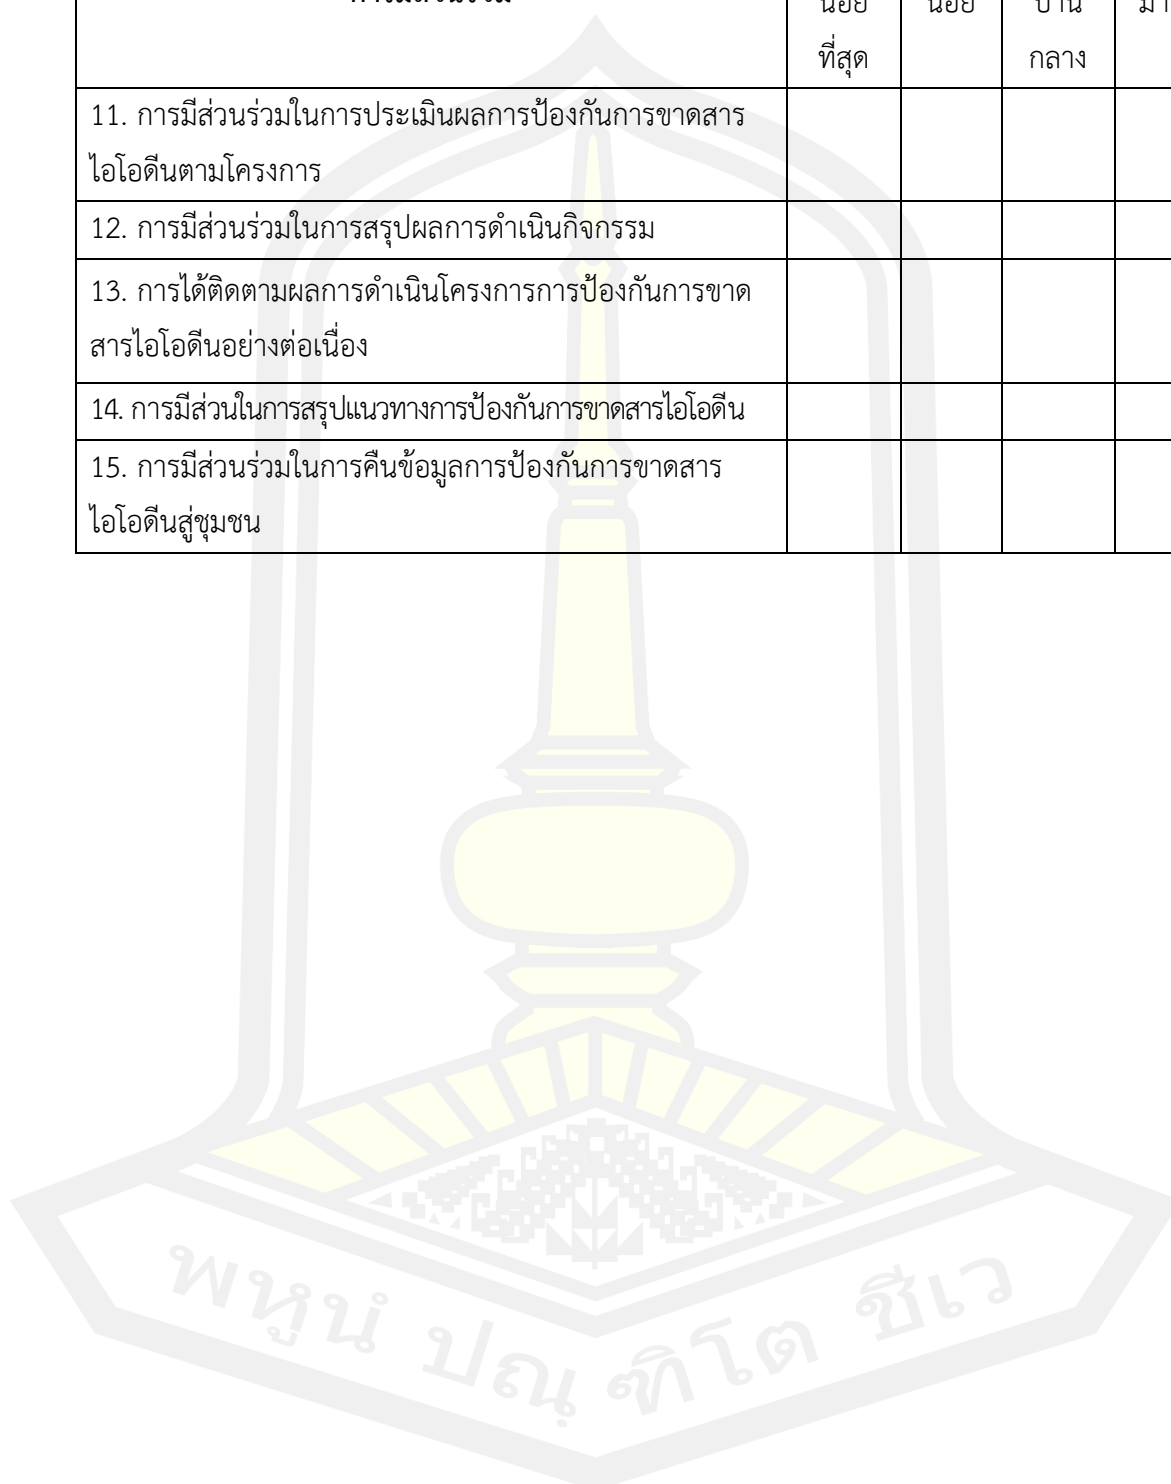 น้อย น้อย ปาน
ที่สุด กลาง
11. การมีส่วนร่วมในการประเมินผลการป้องกันการขาดสาร
ไอโอดีนตามโครงการ
12. การมีส่วนร่วมในการสรุปผลการดำเนินกิจกรรม
13. การได้ติดตามผลการดำเนินโครงการการป้องกันการขาด
สารไอโอดีนอย่างต่อเนื่อง
14. การมีส่วนในการสรุปแนวทางการป้องกันการขาดสารไอโอดีน
15. การมีส่วนร่วมในการคืนข้อมูลการป้องกันการขาดสาร
ไอโอดีนสู่ชุมชน
พหูนํ ปณฺฑิโต ชีเว